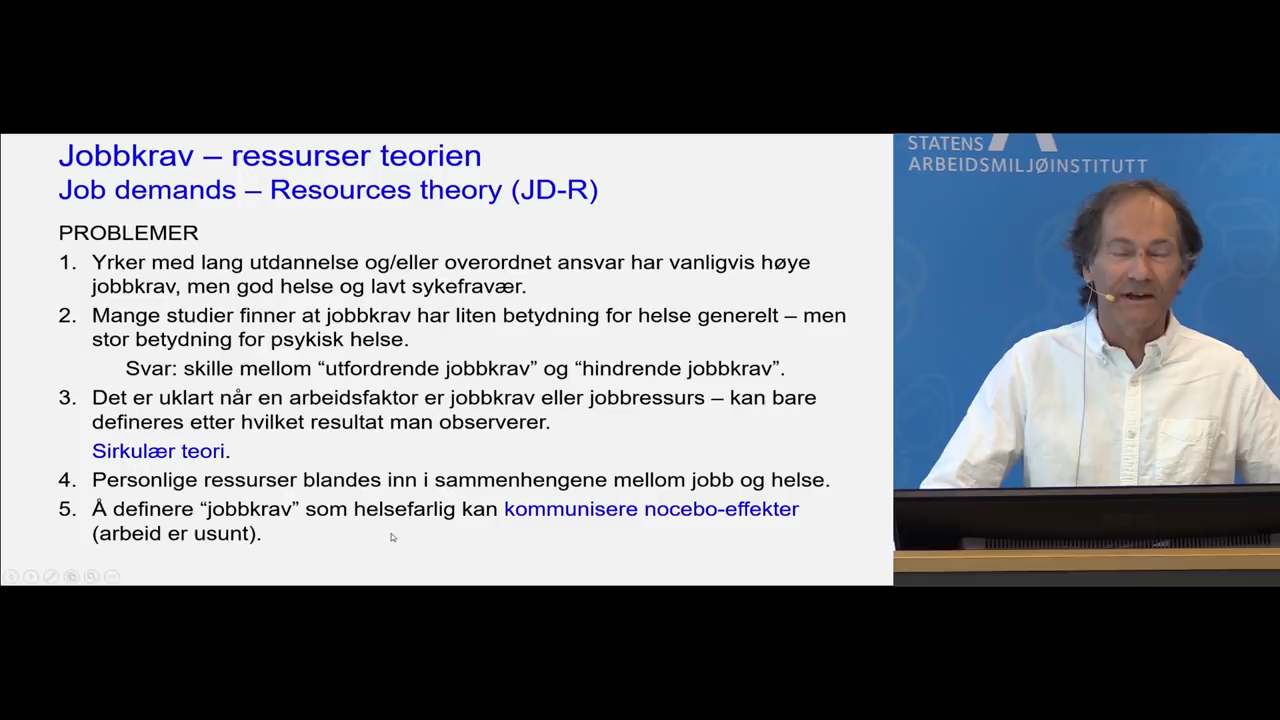 Jobbkrav – ressurser teorien
Job demands – Resources theory (JD-R)
PROBLEMER
1. Yrker med lang utdannelse og/eller overordnet ansvar har vanligvis høye
jobbkrav, men god helse og lavt sykefravær.
2. Mange studier finner at jobbkrav har liten betydning for helse generelt – men
stor betydning for psykisk helse.
Svar: skille mellom “utfordrende jobbkrav” og “hindrende jobbkrav”.
3. Det er uklart når en arbeidsfaktor er jobbkrav eller jobbressurs – kan bare
defineres etter hvilket resultat man observerer.
Sirkulær teori.
4. Personlige ressurser blandes inn i sammenhengene mellom jobb og helse.
5. Å definere “jobbkrav” som helsefarlig kan kommunisere nocebo-effekter
(arbeid er usunt).
STATENS
ARBEIDSMILJØINSTITUTT